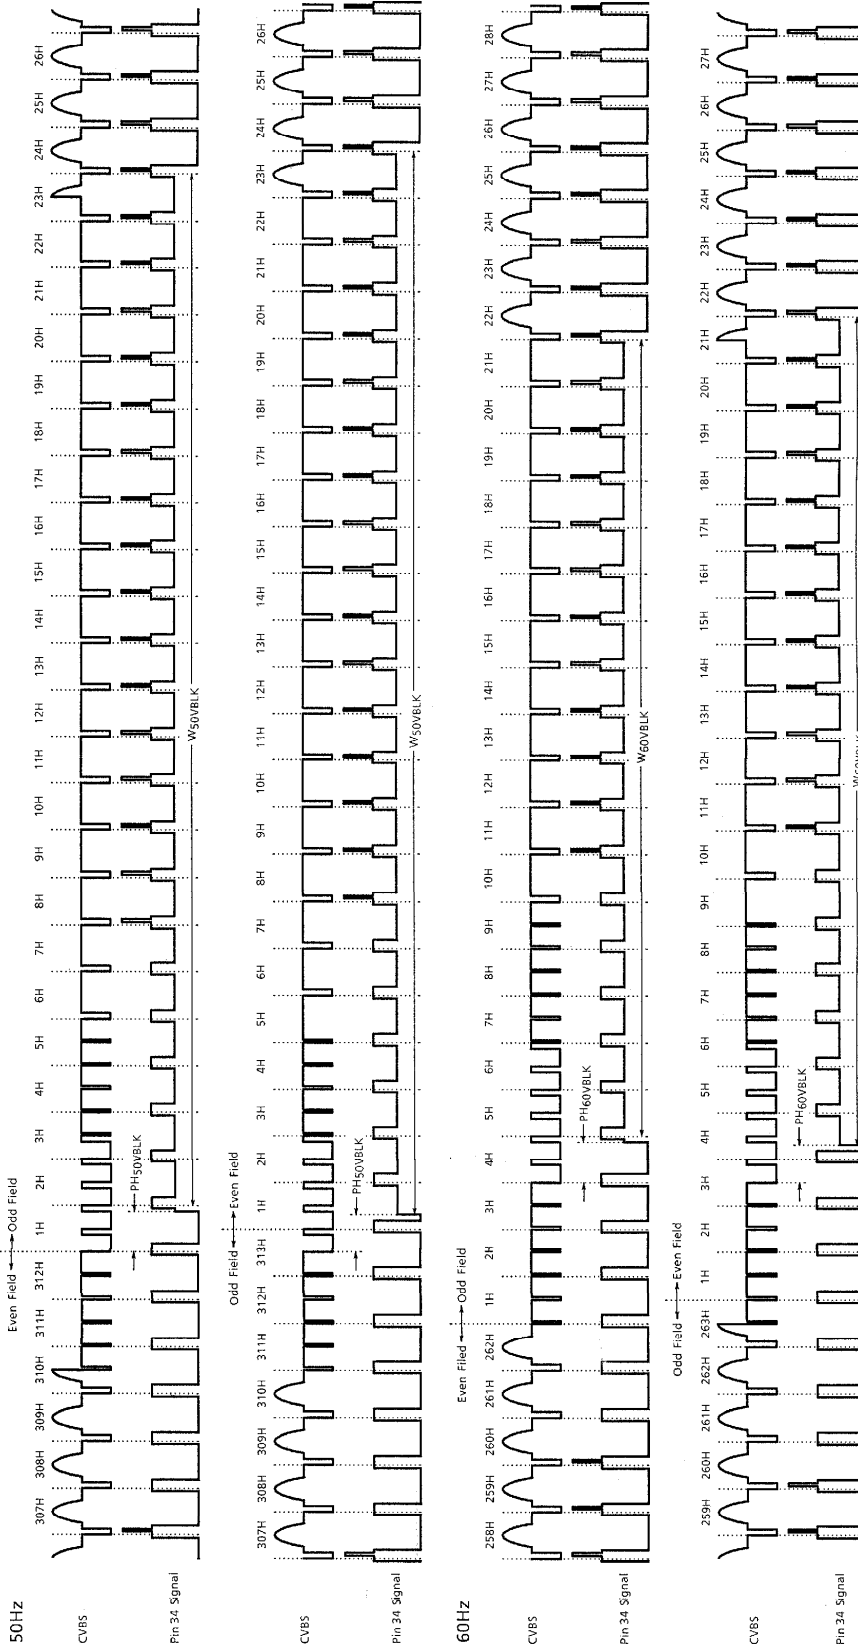 50Hz
Even Field Odd Field
307H 308H 309H 310H 311H 312H 1H 2H 3H 4H 5H 6H 7H 8H 9H 10H 11H 12H 13H 14H 15H 16H 17H 18H 19H 20H 21H 22H 23H 24H 25H 26H
CVBS
PH50VBLK
W50VBLK
Pin 34 Signal
Odd Field Even Field
307H 308H 309H 310H 311H 312H 313H 1H 2H 3H 4H 5H 6H 7H 8H 9H 10H 11H 12H 13H 14H 15H 16H 17H 18H 19H 20H 21H 22H 23H 24H 25H 26H
CVBS
PH50VBLK
W50VBLK
Pin 34 Signal
60Hz
Even Filed Odd Field
258H 259H 260H 261H 262H 1H 2H 3H 4H 5H 6H 7H 8H 9H 10H 11H 12H 13H 14H 15H 16H 17H 18H 19H 20H 21H 22H 23H 24H 25H 26H 27H 28H
CVBS
PH60VBLK
W60VBLK
Pin 34 Signal
Odd Field Even Field
259H 260H 261H 262H 263H 1H 2H 3H 4H 5H 6H 7H 8H 9H 10H 11H 12H 13H 14H 15H 16H 17H 18H 19H 20H 21H 22H 23H 24H 25H 26H 27H
CVBS
PH60VBLK
Pin 34 Signal